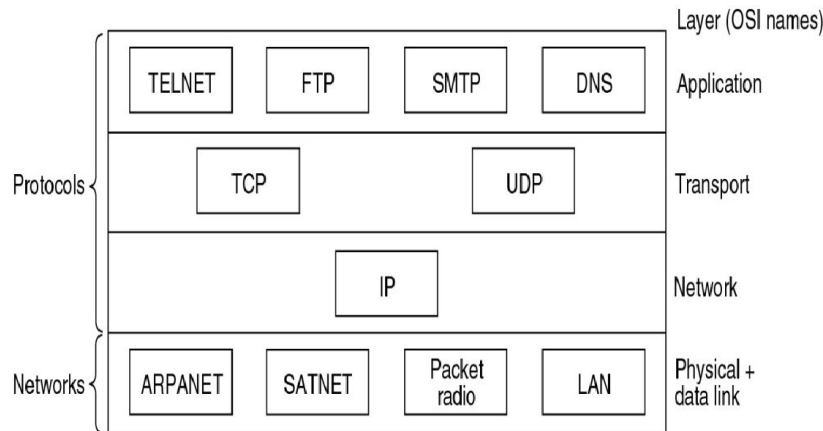 Layer (OSI names)
TELNET FTP SMTP DNS Application
Protocols TCP UDP Transport
IP Network
Networks ARPANET SATNET Packet radio LAN Physical + data link